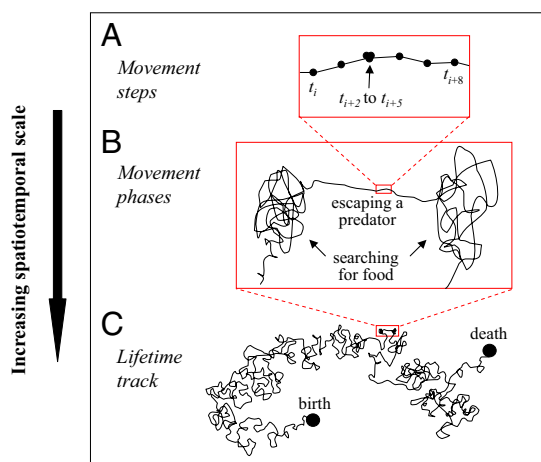 A
Movement
steps
t_i
t_{i+2} to t_{i+5}
t_{i+8}
B
Movement
phases
escaping a
predator
searching
for food
C
Lifetime
track
birth
death
Increasing spatiotemporal scale